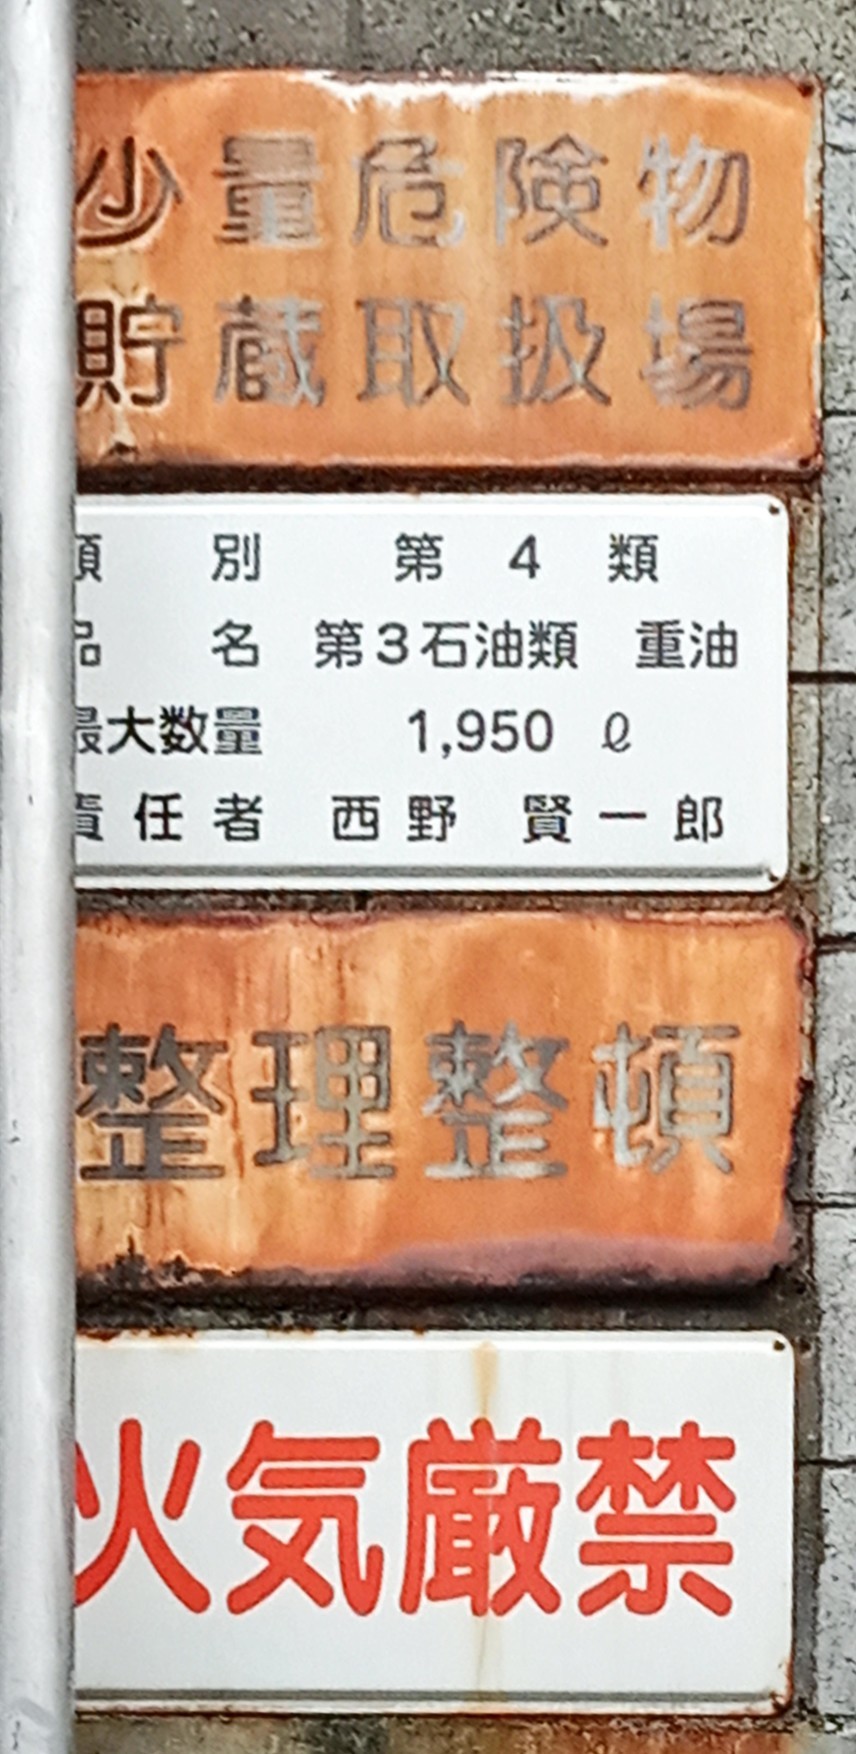 少量危険物
貯蔵取扱場
類 別 第 4 類
品 名 第3石油類 重油
最大数量 1,950 ℓ
責任者 西野 賢一郎
整理整頓
火気厳禁